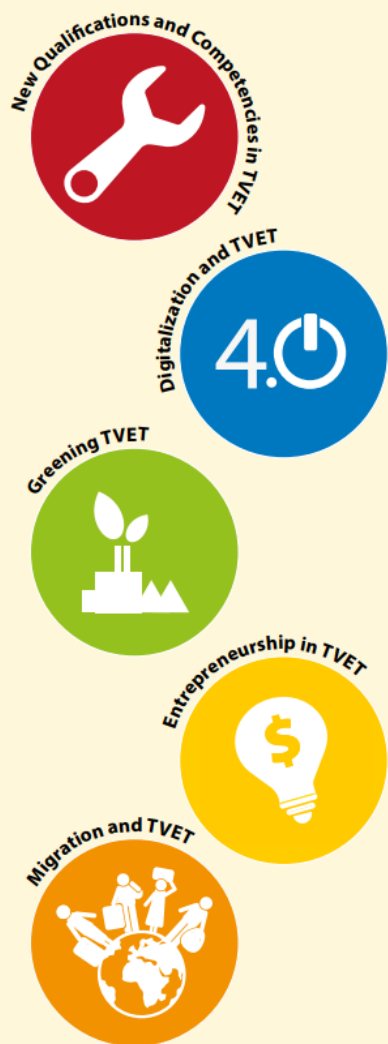 New Qualifications and Competencies in TVET
Digitalization and TVET
4.0
Greening TVET
Entrepreneurship in TVET
$
Migration and TVET